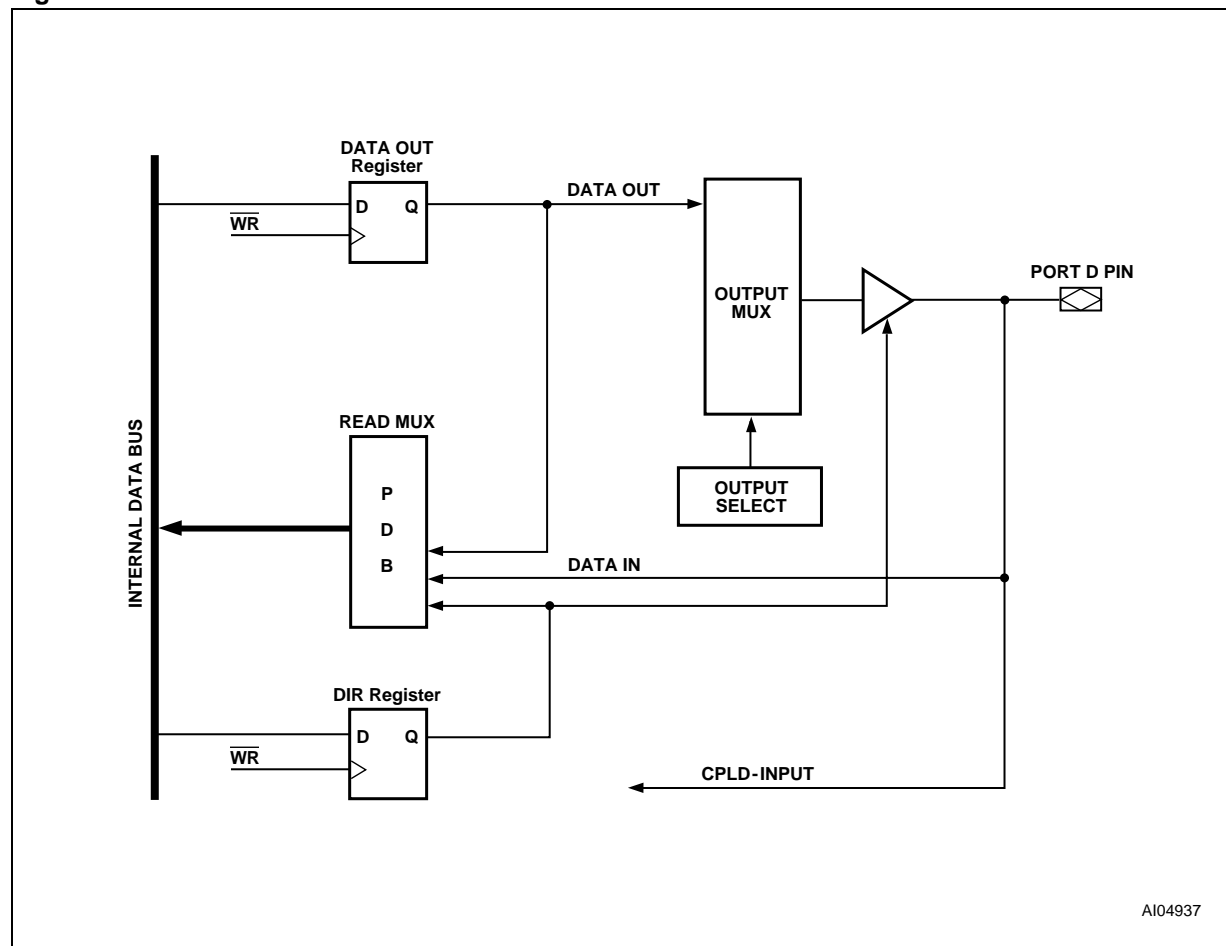 DATA OUT
Register
D Q
WR
DATA OUT
OUTPUT
MUX
PORT D PIN
READ MUX
P
D
B
OUTPUT
SELECT
DATA IN
INTERNAL DATA BUS
DIR Register
D Q
WR
CPLD-INPUT
AI04937